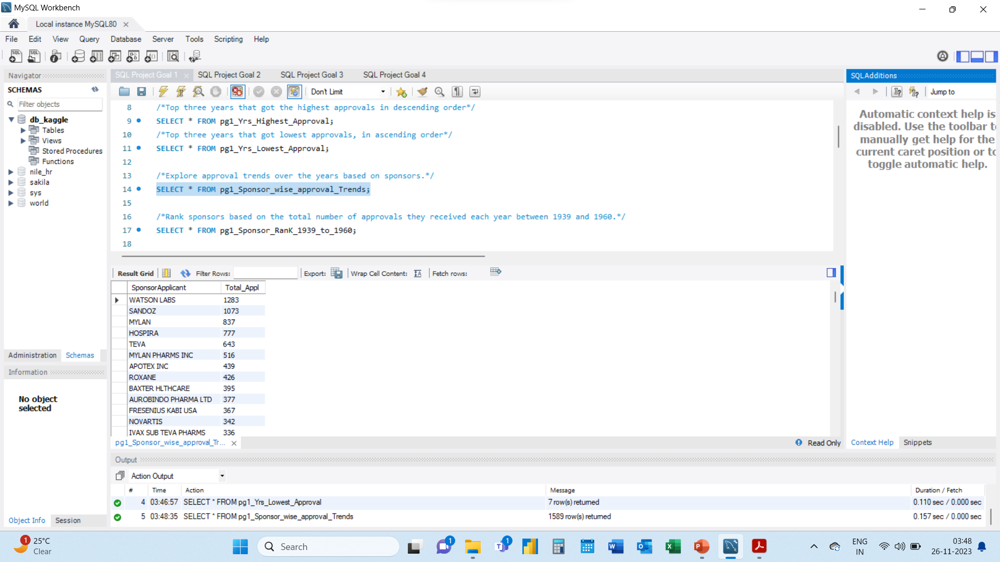 MySQL Workbench
Local instance MySQL80
File Edit View Query Database Server Tools Scripting Help
Navigator
SCHEMAS
Filter objects
db_kaggle
Tables
Views
Stored Procedures
Functions
nile_hr
sakila
sys
world
Administration Schemas
Information
No object
selected
Object Info Session
SQL Project Goal 1 SQL Project Goal 2 SQL Project Goal 3 SQL Project Goal 4
Don't Limit
8 /*Top three years that got the highest approvals in descending order*/
9 SELECT * FROM pg1_Yrs_Highest_Approval;
10 /*Top three years that got lowest approvals, in ascending order*/
11 SELECT * FROM pg1_Yrs_Lowest_Approval;
12
13 /*Explore approval trends over the years based on sponsors.*/
14 SELECT * FROM pg1_Sponsor_wise_approval_Trends;
15
16 /*Rank sponsors based on the total number of approvals they received each year between 1939 and 1960.*/
17 SELECT * FROM pg1_Sponsor_RanK_1939_to_1960;
18
Result Grid Filter Rows: Export: Wrap Cell Content: Fetch rows:
SponsorApplicant Total_Appl
WATSON LABS 1283
SANDOZ 1073
MYLAN 837
HOSPIRA 777
TEVA 643
MYLAN PHARMS INC 516
APOTEX INC 439
ROXANE 426
BAXTER HLTHCARE 395
AUROBINDO PHARMA LTD 377
FRESENIUS KABI USA 367
NOVARTIS 342
IVAX SUB TEVA PHARMS 336
pg1_Sponsor_wise_approval_Tr... Read Only
SQLAdditions
Jump to
Automatic context help is
disabled. Use the toolbar to
manually get help for the
current caret position or to
toggle automatic help.
Context Help Snippets
Output
Action Output
# Time Action Message Duration / Fetch
4 03:46:57 SELECT * FROM pg1_Yrs_Lowest_Approval 7 row(s) returned 0.110 sec / 0.000 sec
5 03:48:35 SELECT * FROM pg1_Sponsor_wise_approval_Trends 1589 row(s) returned 0.157 sec / 0.000 sec
1
25°C
Clear
Search
1
1
ENG
IN
03:48
26-11-2023